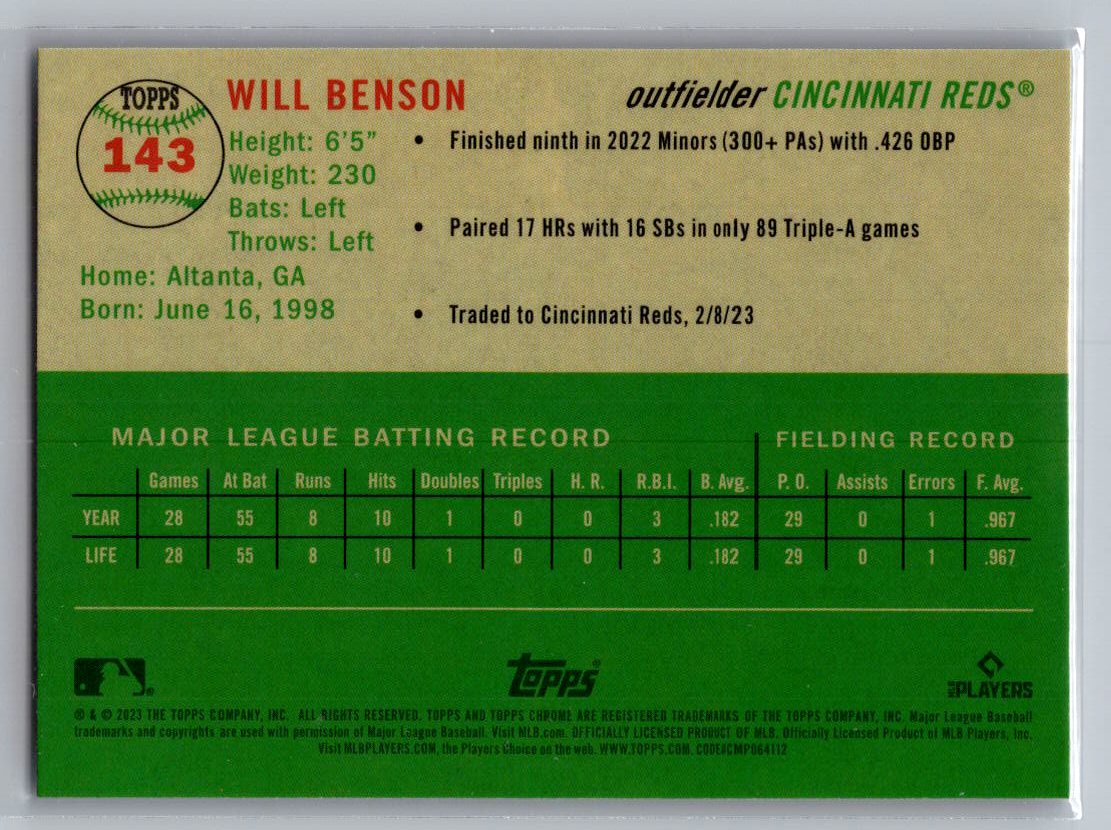 TOPPS
143
WILL BENSON
outfielder CINCINNATI REDS®
Height: 6'5"
Weight: 230
Bats: Left
Throws: Left
Home: Altanta, GA
Born: June 16, 1998
• Finished ninth in 2022 Minors (300+ PAs) with .426 OBP
• Paired 17 HRs with 16 SBs in only 89 Triple-A games
• Traded to Cincinnati Reds, 2/8/23
MAJOR LEAGUE BATTING RECORD FIELDING RECORD
Games At Bat Runs Hits Doubles Triples H. R. R.B.I. B. Avg. P. O. Assists Errors F. Avg.
YEAR 28 55 8 10 1 0 0 3 .182 29 0 1 .967
LIFE 28 55 8 10 1 0 0 3 .182 29 0 1 .967
®
Topps®
MLB PLAYERS
® & © 2023 THE TOPPS COMPANY, INC. ALL RIGHTS RESERVED. TOPPS AND TOPPS CHROME ARE REGISTERED TRADEMARKS OF THE TOPPS COMPANY, INC. Major League Baseball
trademarks and copyrights are used with permission of Major League Baseball. Visit MLB.com. OFFICIALLY LICENSED PRODUCT OF MLB. Officially Licensed Product of MLB Players, Inc.
Visit MLBPLAYERS.COM, the Players Choice on the web. WWW.TOPPS.COM. CODE#CMP064112